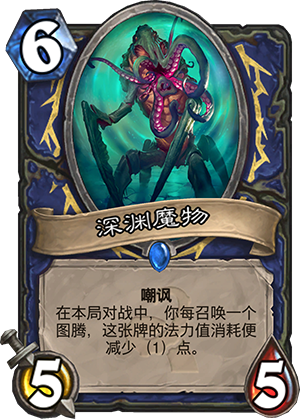 6
深渊魔物
嘲讽
在本局对战中，你每召唤一个
图腾，这张牌的法力值消耗便
减少（1）点。
5
5